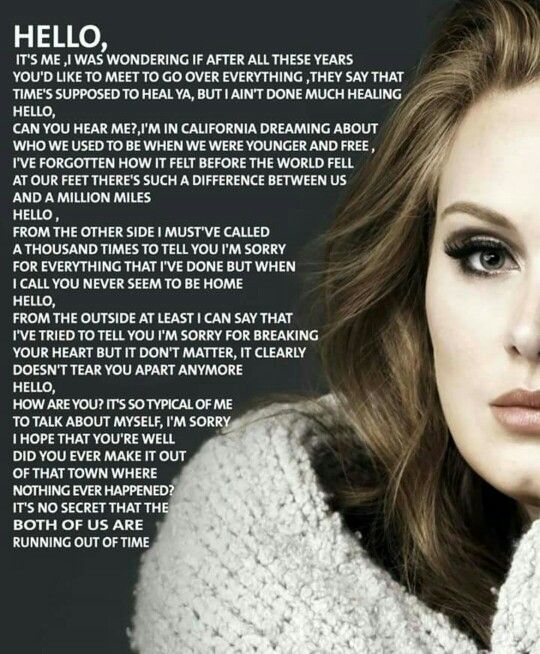 HELLO,
IT'S ME ,I WAS WONDERING IF AFTER ALL THESE YEARS
YOU'D LIKE TO MEET TO GO OVER EVERYTHING ,THEY SAY THAT
TIME'S SUPPOSED TO HEAL YA, BUT I AIN'T DONE MUCH HEALING
HELLO,
CAN YOU HEAR ME?,I'M IN CALIFORNIA DREAMING ABOUT
WHO WE USED TO BE WHEN WE WERE YOUNGER AND FREE ,
I'VE FORGOTTEN HOW IT FELT BEFORE THE WORLD FELL
AT OUR FEET THERE'S SUCH A DIFFERENCE BETWEEN US
AND A MILLION MILES
HELLO ,
FROM THE OTHER SIDE I MUST'VE CALLED
A THOUSAND TIMES TO TELL YOU I'M SORRY
FOR EVERYTHING THAT I'VE DONE BUT WHEN
I CALL YOU NEVER SEEM TO BE HOME
HELLO,
FROM THE OUTSIDE AT LEAST I CAN SAY THAT
I'VE TRIED TO TELL YOU I'M SORRY FOR BREAKING
YOUR HEART BUT IT DON'T MATTER, IT CLEARLY
DOESN'T TEAR YOU APART ANYMORE
HELLO,
HOW ARE YOU? IT'S SO TYPICAL OF ME
TO TALK ABOUT MYSELF, I'M SORRY
I HOPE THAT YOU'RE WELL
DID YOU EVER MAKE IT OUT
OF THAT TOWN WHERE
NOTHING EVER HAPPENED?
IT'S NO SECRET THAT THE
BOTH OF US ARE
RUNNING OUT OF TIME